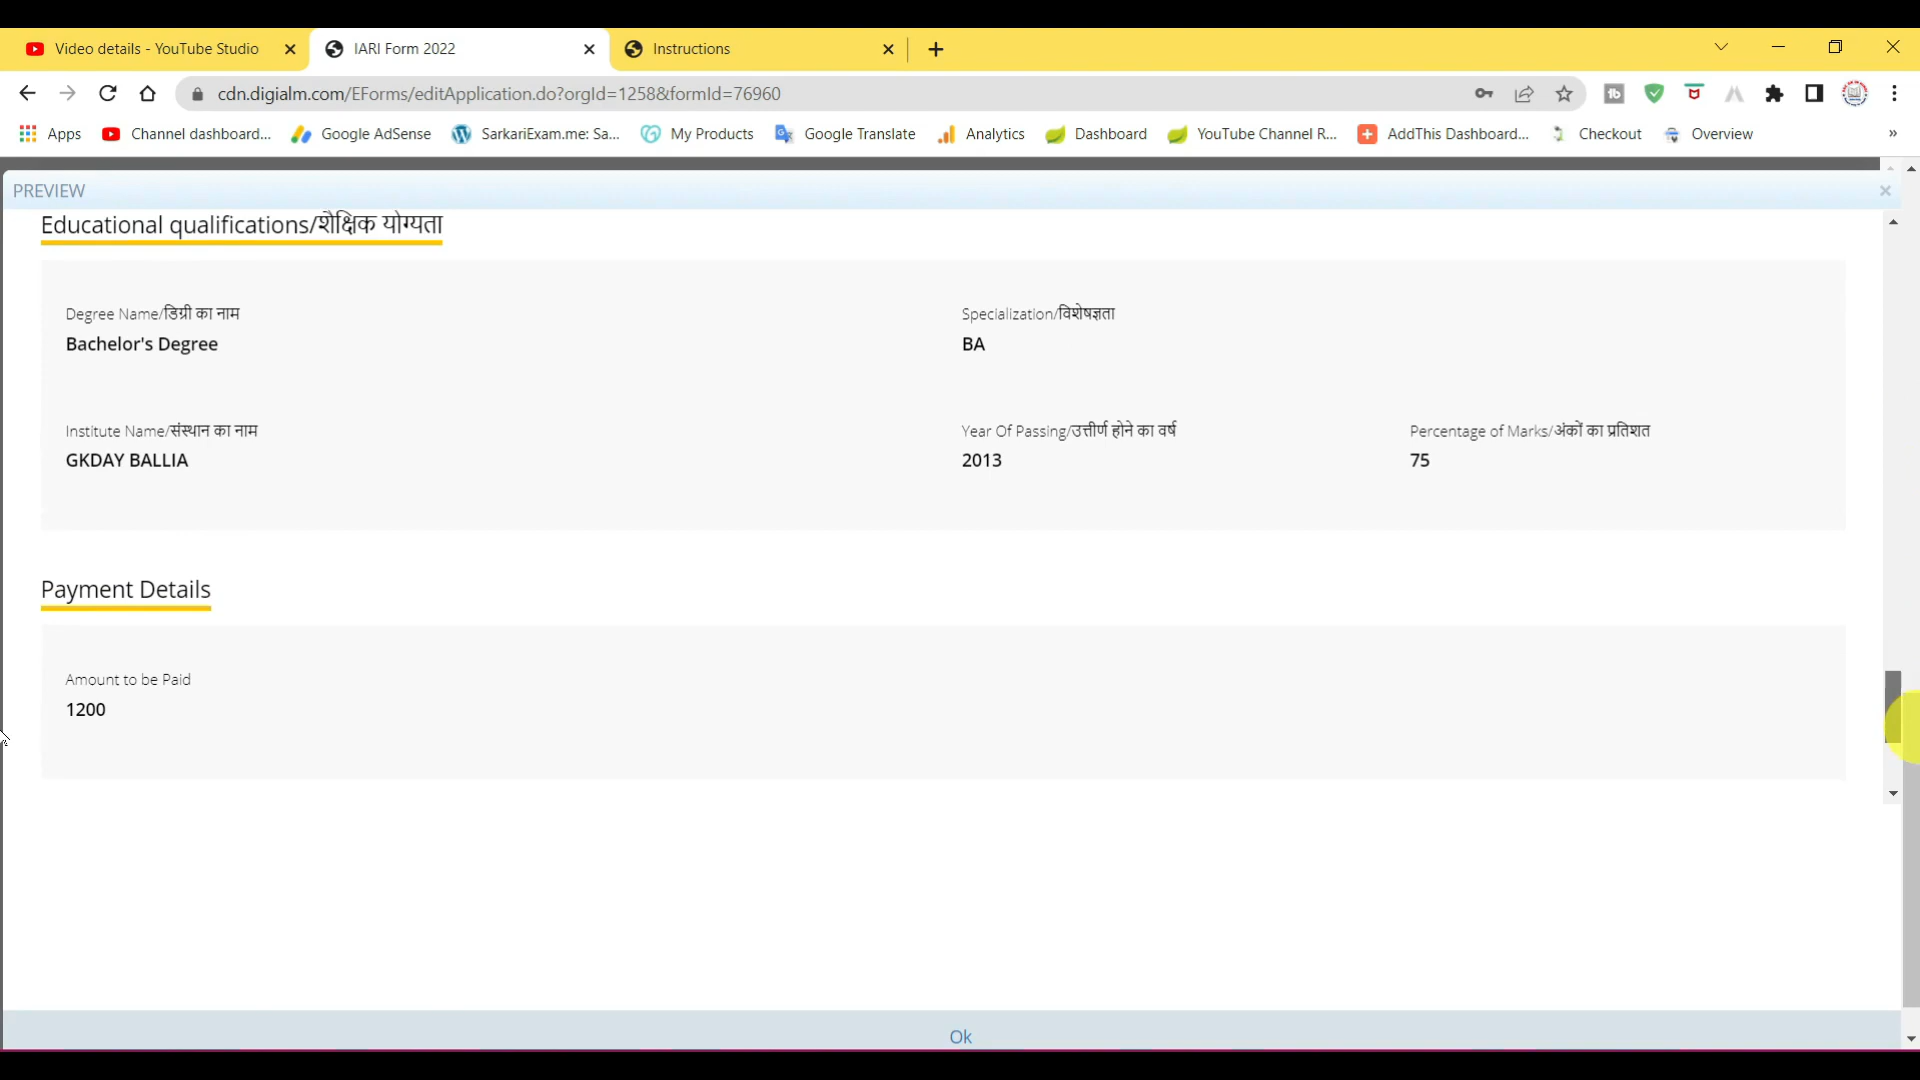 Video details - YouTube Studio
IARI Form 2022
Instructions
cdn.digialm.com/EForms/editApplication.do?orgId=1258&formId=76960
Apps
Channel dashboard...
Google AdSense
SarkariExam.me: Sa...
My Products
Google Translate
Analytics
Dashboard
YouTube Channel R...
AddThis Dashboard...
Checkout
Overview
»
PREVIEW
Educational qualifications/शैक्षिक योग्यता
Degree Name/डिग्री का नाम
Specialization/विशेषज्ञता
Bachelor's Degree
BA
Institute Name/संस्थान का नाम
Year Of Passing/उत्तीर्ण होने का वर्ष
Percentage of Marks/अंकों का प्रतिशत
GKDAY BALLIA
2013
75
Payment Details
Amount to be Paid
1200
Ok